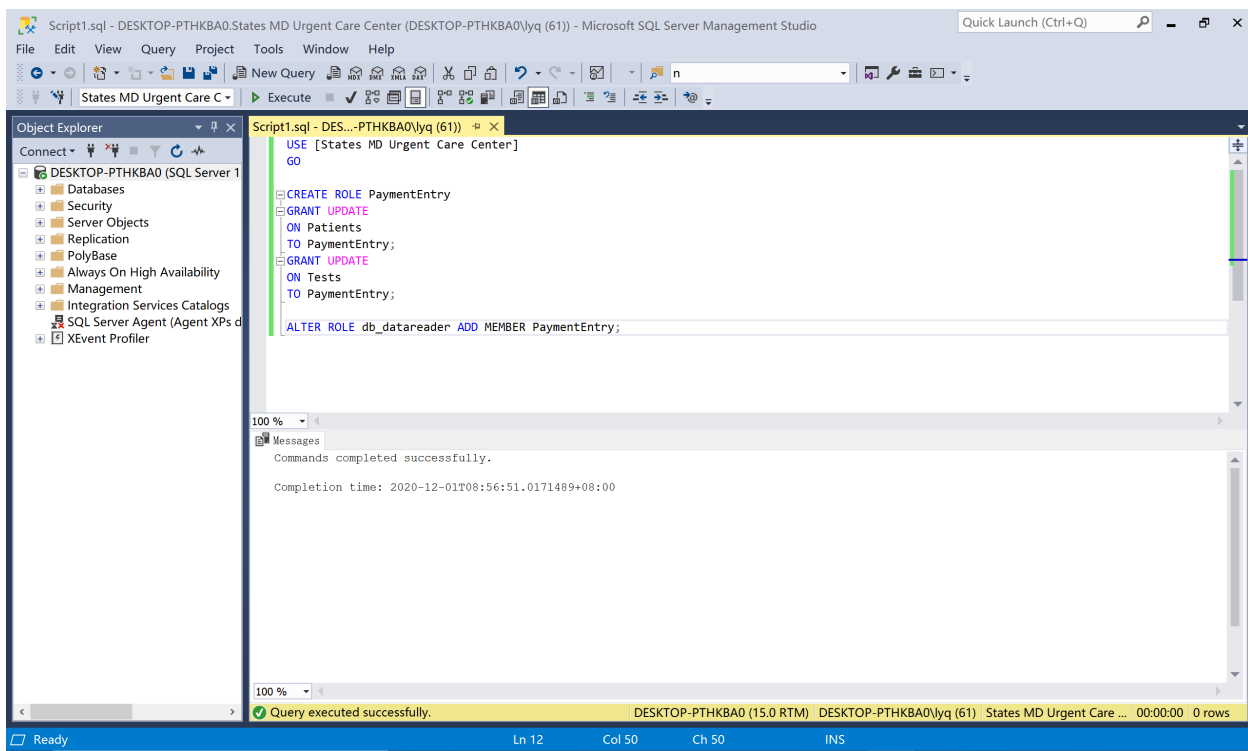 Script1.sql - DESKTOP-PTHKBA0.States MD Urgent Care Center (DESKTOP-PTHKBA0\lyq (61)) - Microsoft SQL Server Management Studio
Quick Launch (Ctrl+Q)
File Edit View Query Project Tools Window Help
New Query MDX DMX XMLA DAX n
States MD Urgent Care C Execute
Object Explorer
Script1.sql - DES...-PTHKBA0\lyq (61))
Connect
DESKTOP-PTHKBA0 (SQL Server 1
Databases
Security
Server Objects
Replication
PolyBase
Always On High Availability
Management
Integration Services Catalogs
SQL Server Agent (Agent XPs d
XEvent Profiler
USE [States MD Urgent Care Center]
GO
CREATE ROLE PaymentEntry
GRANT UPDATE
ON Patients
TO PaymentEntry;
GRANT UPDATE
ON Tests
TO PaymentEntry;
ALTER ROLE db_datareader ADD MEMBER PaymentEntry;
100 %
Messages
Commands completed successfully.
Completion time: 2020-12-01T08:56:51.0171489+08:00
100 %
Query executed successfully. DESKTOP-PTHKBA0 (15.0 RTM) DESKTOP-PTHKBA0\lyq (61) States MD Urgent Care ... 00:00:00 0 rows
Ready Ln 12 Col 50 Ch 50 INS